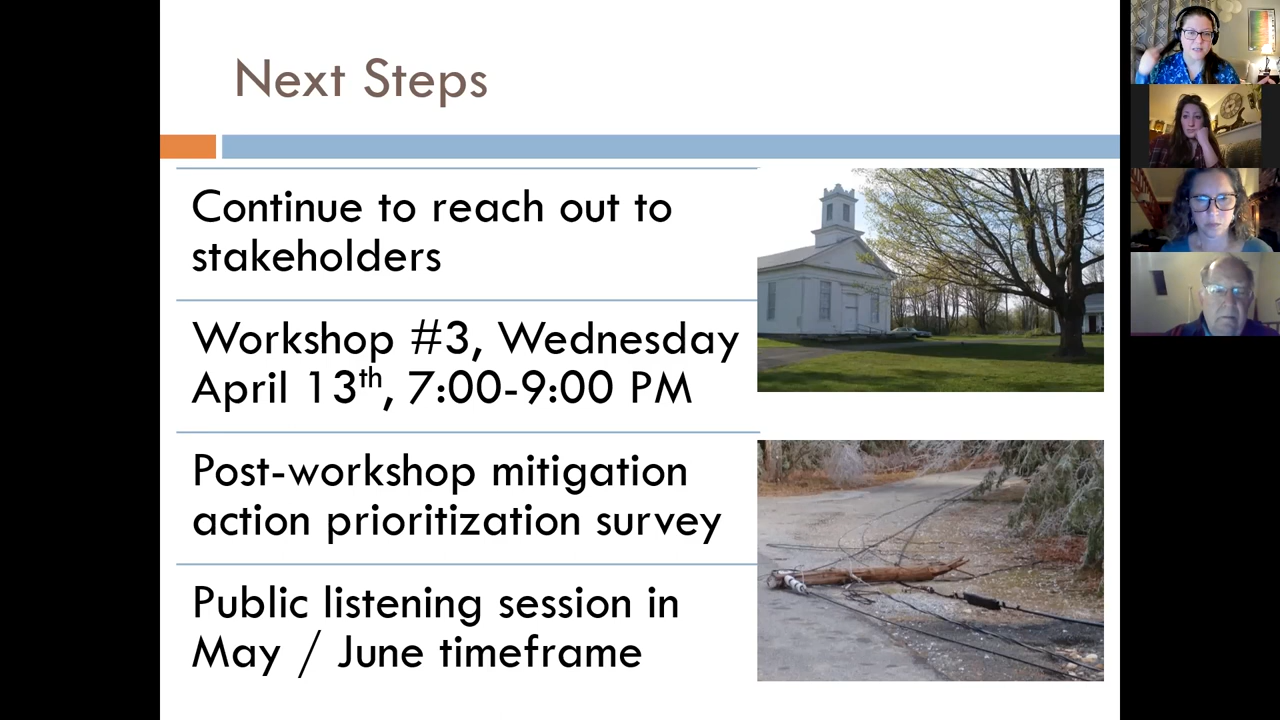 Next Steps
Continue to reach out to
stakeholders
Workshop #3, Wednesday
April 13th, 7:00-9:00 PM
Post-workshop mitigation
action prioritization survey
Public listening session in
May / June timeframe